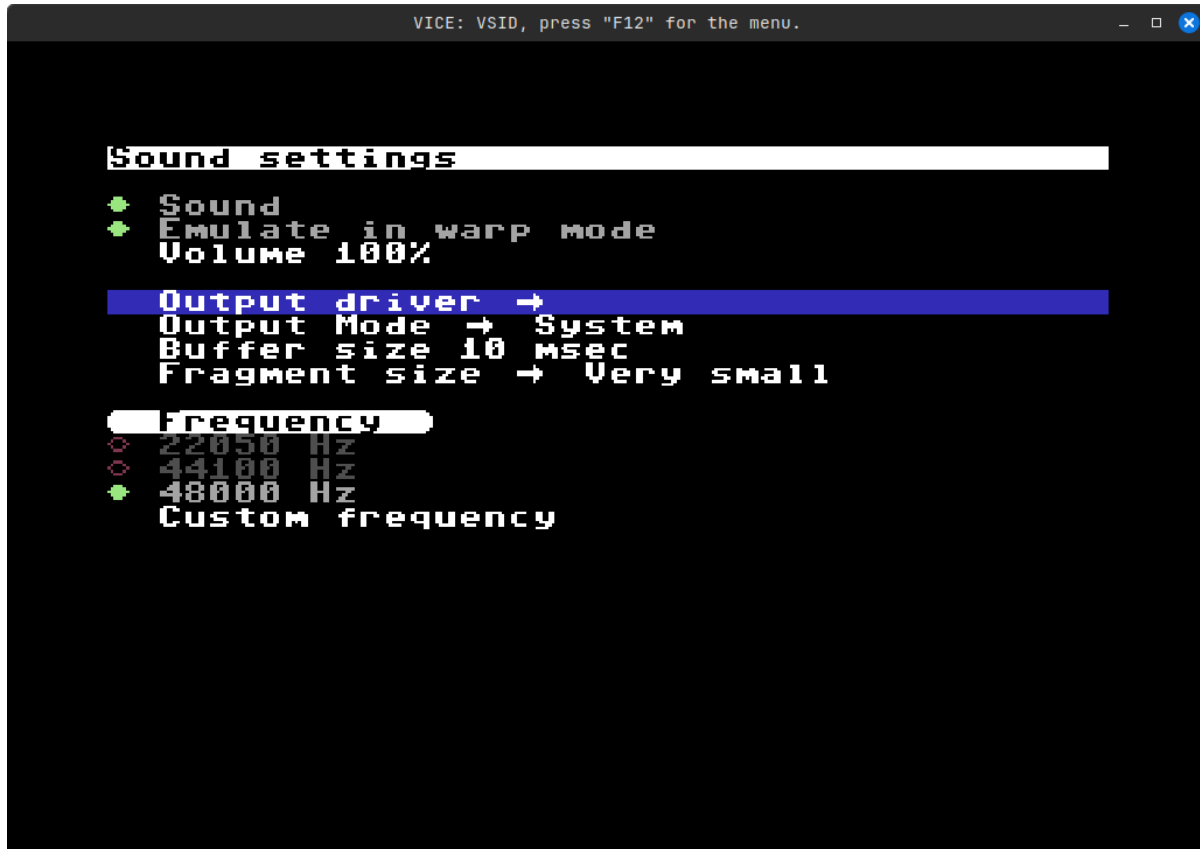 VICE: VSID, press "F12" for the menu.
Sound settings
Sound
Emulate in warp mode
Volume 100%
Output driver →
Output Mode → System
Buffer size 10 msec
Fragment size → Very small
Frequency
22050 Hz
44100 Hz
48000 Hz
Custom frequency